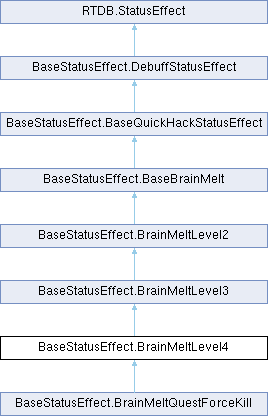 RTDB.StatusEffect
BaseStatusEffect.DebuffStatusEffect
BaseStatusEffect.BaseQuickHackStatusEffect
BaseStatusEffect.BaseBrainMelt
BaseStatusEffect.BrainMeltLevel2
BaseStatusEffect.BrainMeltLevel3
BaseStatusEffect.BrainMeltLevel4
BaseStatusEffect.BrainMeltQuestForceKill